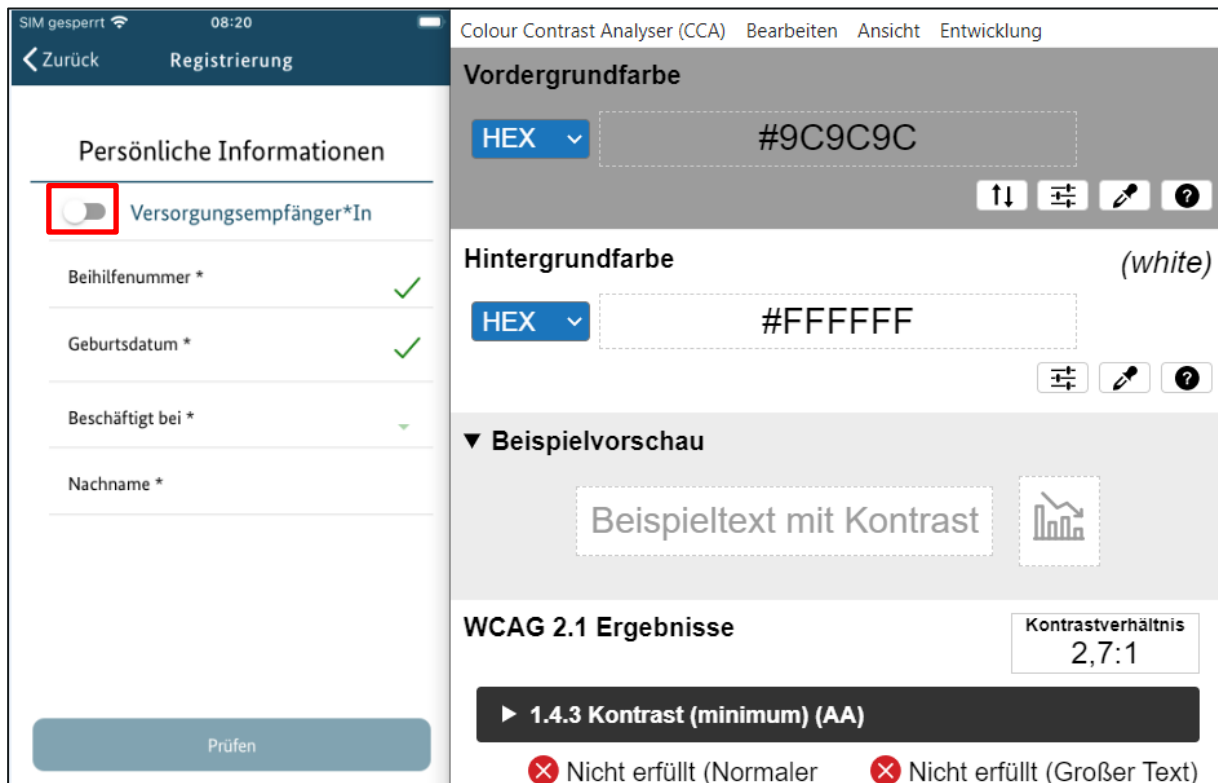 SIM gesperrt 08:20
Zurück Registrierung
Persönliche Informationen
Versorgungsempfänger*In
Beihilfenummer *
Geburtsdatum *
Beschäftigt bei *
Nachname *
Prüfen
Colour Contrast Analyser (CCA) Bearbeiten Ansicht Entwicklung
Vordergrundfarbe
HEX #9C9C9C
Hintergrundfarbe (white)
HEX #FFFFFF
▼ Beispielvorschau
Beispieltext mit Kontrast
WCAG 2.1 Ergebnisse
Kontrastverhältnis
2,7:1
▶ 1.4.3 Kontrast (minimum) (AA)
Nicht erfüllt (Normaler Nicht erfüllt (Großer Text)